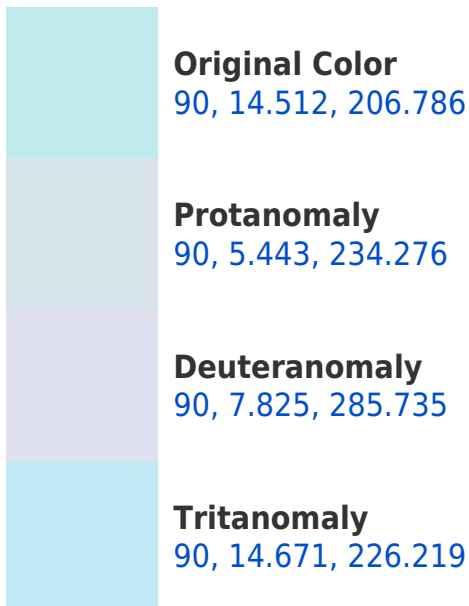 Original Color
90, 14.512, 206.786
Protanomaly
90, 5.443, 234.276
Deuteranomaly
90, 7.825, 285.735
Tritanomaly
90, 14.671, 226.219